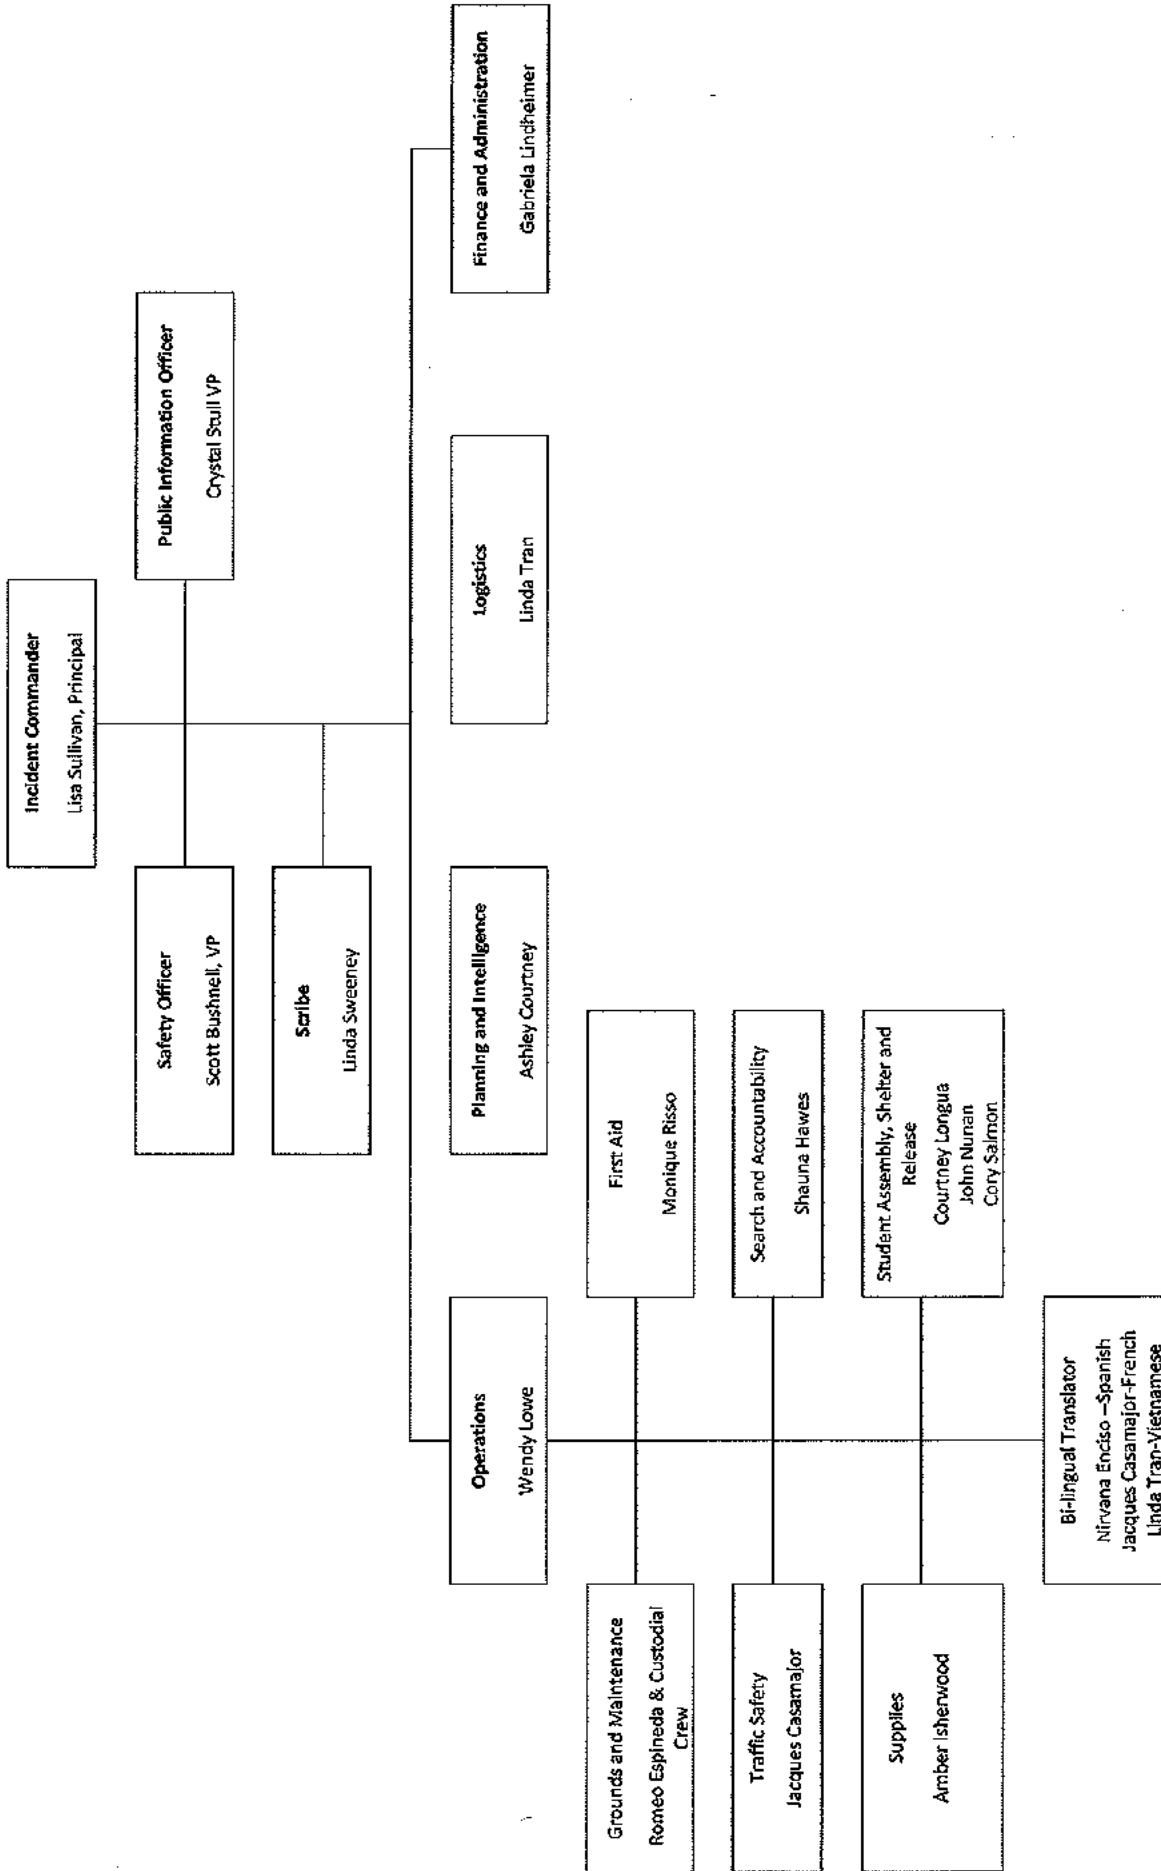 Incident Commander
Lisa Sullivan, Principal
Safety Officer
Scott Bushnell, VP
Public Information Officer
Crystal Stull VP
Scribe
Linda Sweeney
Operations
Wendy Lowe
Planning and Intelligence
Ashley Courtney
Logistics
Linda Tran
Finance and Administration
Gabriela Lindheimer
Grounds and Maintenance
Romeo Espineda & Custodial
Crew
First Aid
Monique Risso
Traffic Safety
Jacques Casamajor
Search and Accountability
Shauna Hawes
Supplies
Amber Isherwood
Student Assembly, Shelter and
Release
Courtney Longua
John Nunan
Cory Salmon
Bi-lingual Translator
Nirvana Enciso –Spanish
Jacques Casamajor-French
Linda Tran-Vietnamese